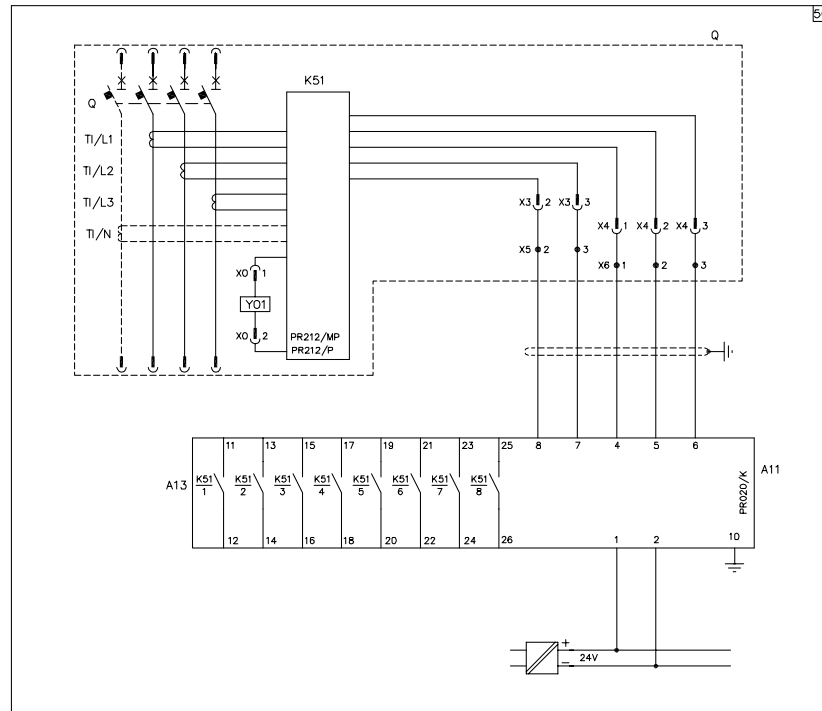 5
Q
K51
Q
TI/L1
TI/L2
TI/L3
TI/N
X3 2 X3 3
X4 1 X4 2 X4 3
X5 2 3
X6 1 2 3
X0 1
Y01
X0 2
PR212/MP
PR212/P
11 13 15 17 19 21 23 25 8 7 4 5 6
A11
A13
K51 K51 K51 K51 K51 K51 K51 K51
1 2 3 4 5 6 7 8
PR020/K
12 14 16 18 20 22 24 26 1 2 10
+
24V
−